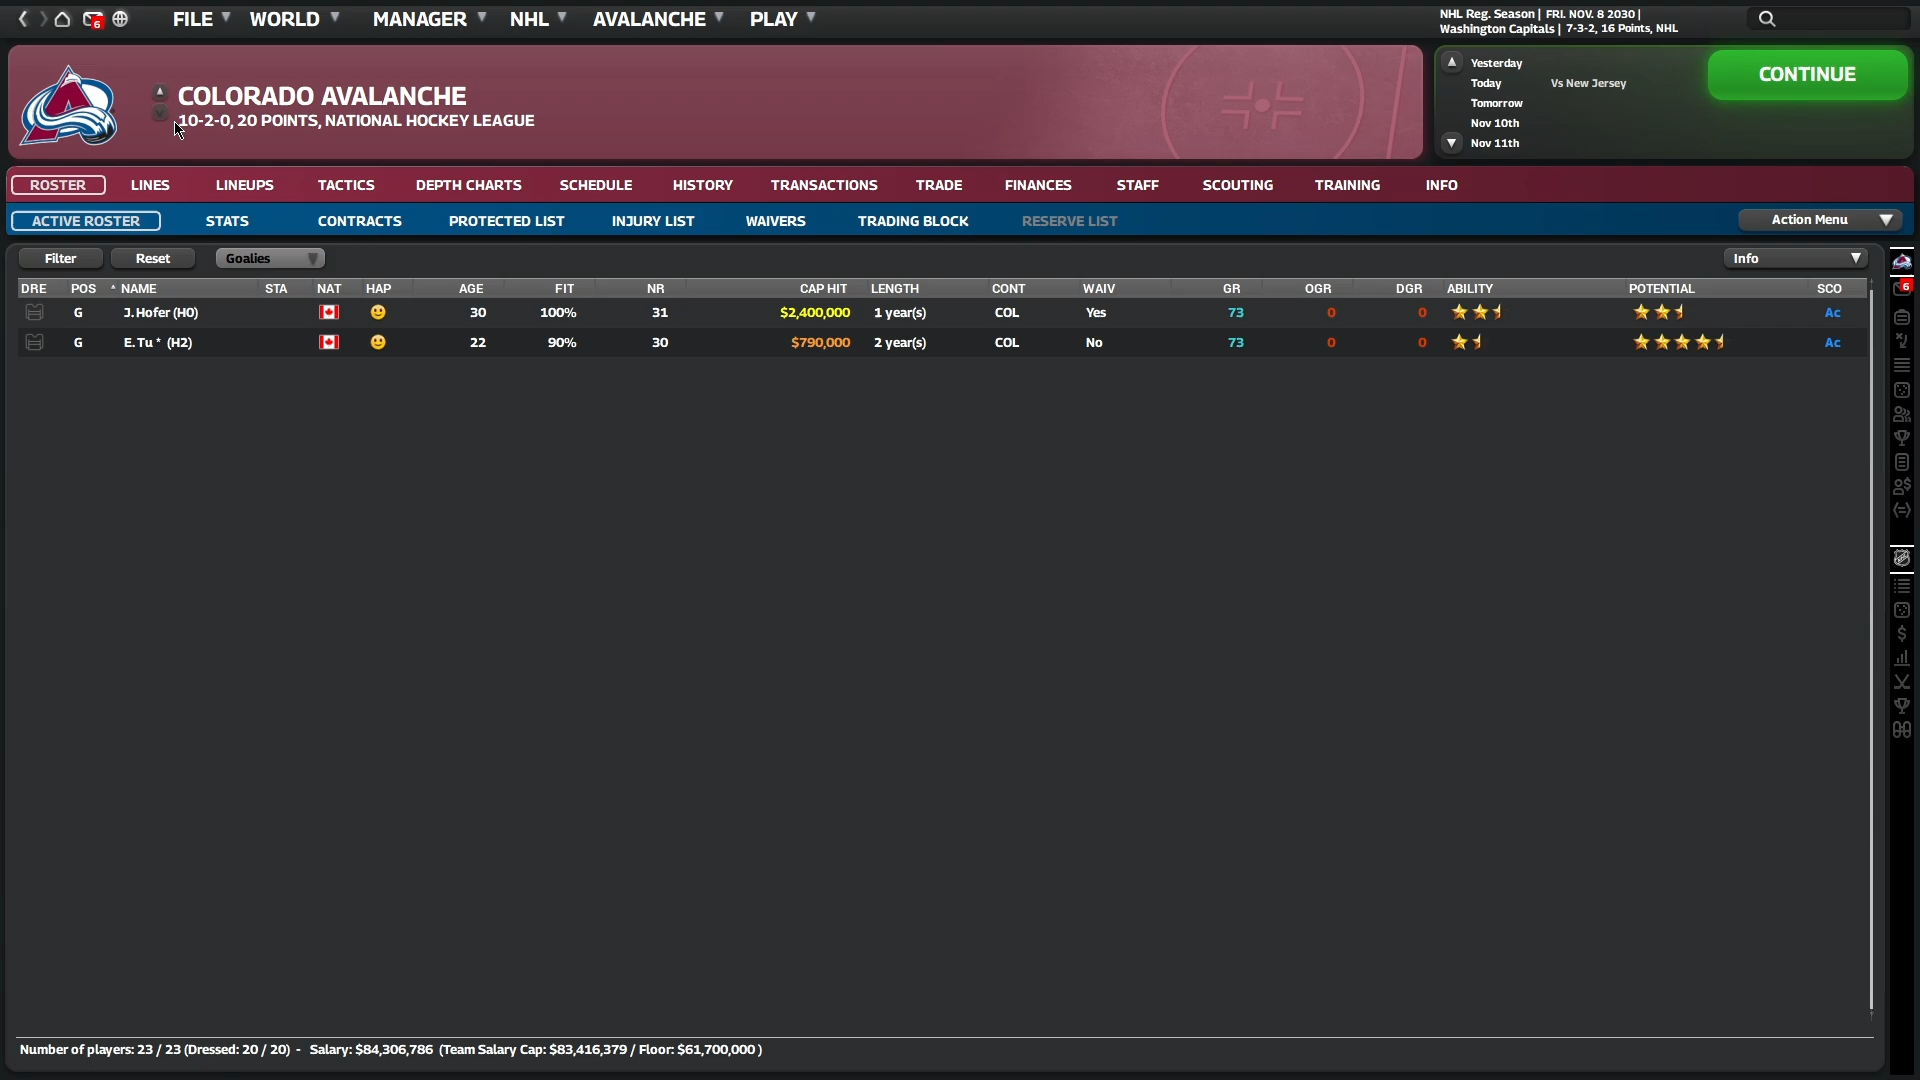 6 FILE WORLD MANAGER NHL AVALANCHE PLAY
NHL Reg. Season | FRI. NOV. 8 2030 |
Washington Capitals | 7-3-2, 16 Points, NHL
COLORADO AVALANCHE
10-2-0, 20 POINTS, NATIONAL HOCKEY LEAGUE
Yesterday
Today Vs New Jersey
Tomorrow
Nov 10th
Nov 11th
CONTINUE
ROSTER LINES LINEUPS TACTICS DEPTH CHARTS SCHEDULE HISTORY TRANSACTIONS TRADE FINANCES STAFF SCOUTING TRAINING INFO
ACTIVE ROSTER STATS CONTRACTS PROTECTED LIST INJURY LIST WAIVERS TRADING BLOCK RESERVE LIST Action Menu
Filter Reset Goalies Info
DRE POS NAME STA NAT HAP AGE FIT NR CAP HIT LENGTH CONT WAIV GR OGR DGR ABILITY POTENTIAL SCO
G J. Hofer (H0) 30 100% 31 $2,400,000 1 year(s) COL Yes 73 0 0 Ac
G E. Tu * (H2) 22 90% 30 $790,000 2 year(s) COL No 73 0 0 Ac
6
Number of players: 23 / 23 (Dressed: 20 / 20) - Salary: $84,306,786 (Team Salary Cap: $83,416,379 / Floor: $61,700,000 )